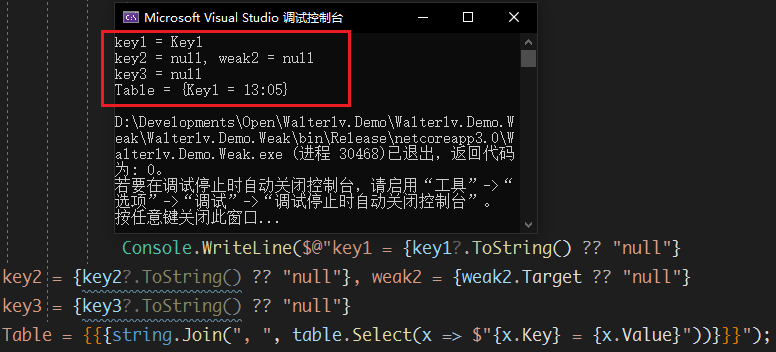 Microsoft Visual Studio 调试控制台
key1 = Key1
key2 = null, weak2 = null
key3 = null
Table = {Key1 = 13:05}
D:\Developments\Open\Walterlv.Demo\Walterlv.Demo.We
ak\Walterlv.Demo.Weak\bin\Release\netcoreapp3.0\W
alterlv.Demo.Weak.exe (进程 30468)已退出，返回代码
为: 0。
若要在调试停止时自动关闭控制台，请启用“工具”->“
选项”->“调试”->“调试停止时自动关闭控制台”。
按任意键关闭此窗口...
Console.WriteLine($@"key1 = {key1?.ToString() ?? "null"}
key2 = {key2?.ToString() ?? "null"}, weak2 = {weak2.Target ?? "null"}
key3 = {key3?.ToString() ?? "null"}
Table = {{{string.Join(", ", table.Select(x => $"{x.Key} = {x.Value}"))}}}");